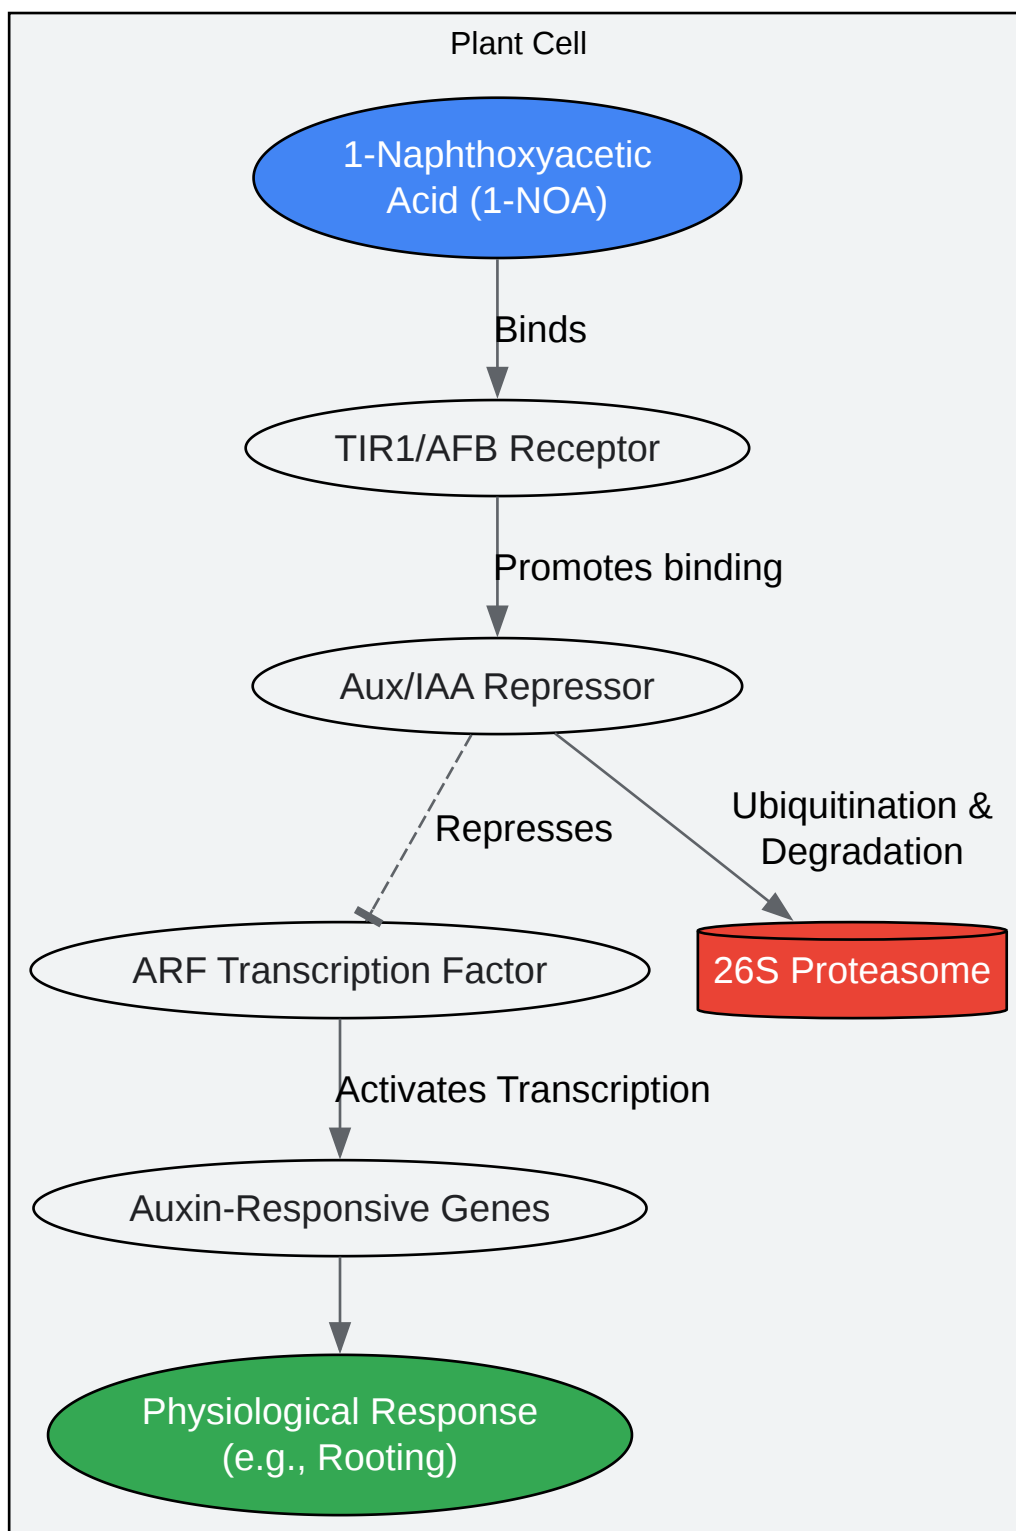 Plant Cell
1-Naphthoxyacetic
Acid (1-NOA)
Binds
TIR1/AFB Receptor
Promotes binding
Aux/IAA Repressor
Represses
Ubiquitination &
Degradation
ARF Transcription Factor
26S Proteasome
Activates Transcription
Auxin-Responsive Genes
Physiological Response
(e.g., Rooting)